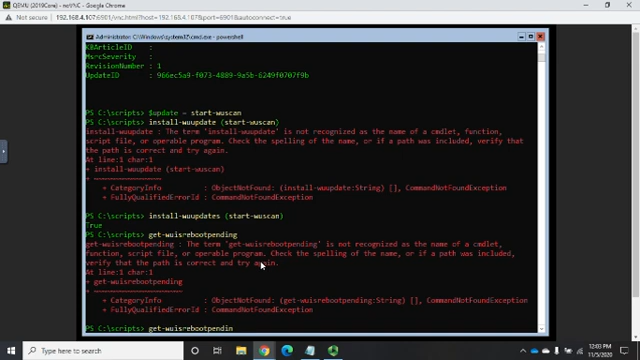 QEMU (Agent-SAC) - noVNC - Google Chrome
Not secure | 192.168.4.107:6901/vnc.html?host=192.168.4.107&port=6901&autoconnect=true
Administrator: C:\Windows\system32\cmd.exe - powershell
KBArticleID :
MsrcSeverity :
RevisionNumber : 1
UpdateID : 966ec5a9-f073-4889-9a5b-6249f0707f9b
PS C:\scripts> $update = start-wuscan
PS C:\scripts> install-wuupdate (start-wuscan)
install-wuupdate : The term 'install-wuupdate' is not recognized as the name of a cmdlet, function,
script file, or operable program. Check the spelling of the name, or if a path was included, verify that
the path is correct and try again.
At line:1 char:1
+ install-wuupdate (start-wuscan)
+ ~~~~~~~~~~~~~~~~
+ CategoryInfo : ObjectNotFound: (install-wuupdate:String) [], CommandNotFoundException
+ FullyQualifiedErrorId : CommandNotFoundException
PS C:\scripts> install-wuupdates (start-wuscan)
True
PS C:\scripts> get-wuisrebootpending
get-wuisrebootpending : The term 'get-wuisrebootpending' is not recognized as the name of a cmdlet,
function, script file, or operable program. Check the spelling of the name, or if a path was included,
verify that the path is correct and try again.
At line:1 char:1
+ get-wuisrebootpending
+ ~~~~~~~~~~~~~~~~~~~~~
+ CategoryInfo : ObjectNotFound: (get-wuisrebootpending:String) [], CommandNotFoundException
+ FullyQualifiedErrorId : CommandNotFoundException
PS C:\scripts> get-wuisrebootpendin
Type here to search
12:03 PM
11/5/2020